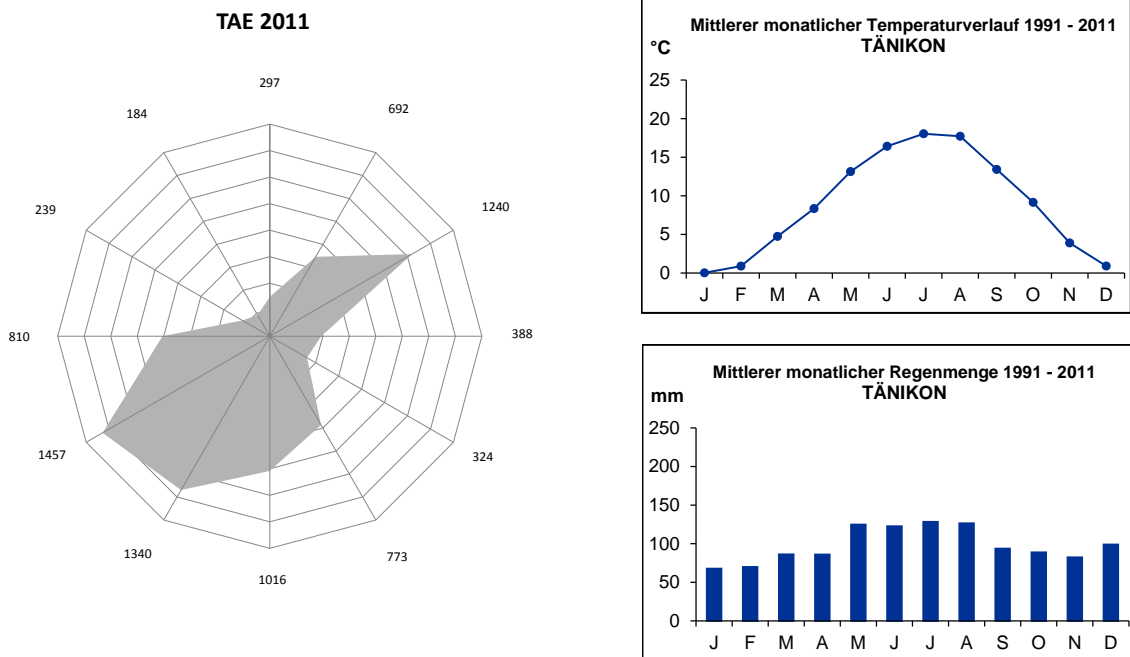 TAE 2011
297
692
1240
388
324
773
1016
1340
1457
810
239
184
Mittlerer monatlicher Temperaturverlauf 1991 - 2011
TÄNIKON
°C
25
20
15
10
5
0
J F M A M J J A S O N D
Mittlerer monatlicher Regenmenge 1991 - 2011
TÄNIKON
mm
250
200
150
100
50
0
J F M A M J J A S O N D